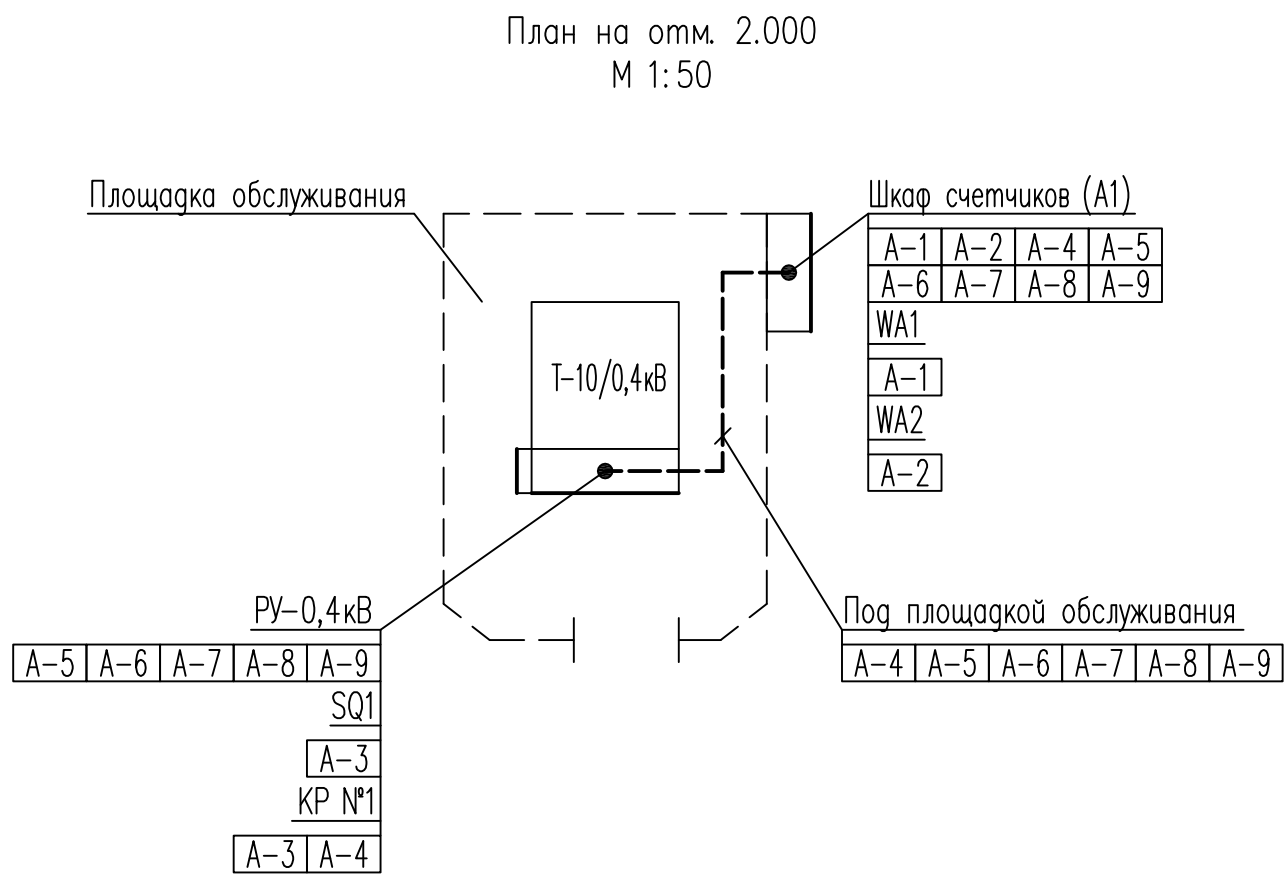 План на отм. 2.000
М 1:50
Площадка обслуживания
Шкаф счетчиков (А1)
А-1 А-2 А-4 А-5
А-6 А-7 А-8 А-9
WA1
А-1
WA2
А-2
Т-10/0,4кВ
РУ-0,4кВ
А-5 А-6 А-7 А-8 А-9
SQ1
А-3
КР №1
А-3 А-4
Под площадкой обслуживания
А-4 А-5 А-6 А-7 А-8 А-9